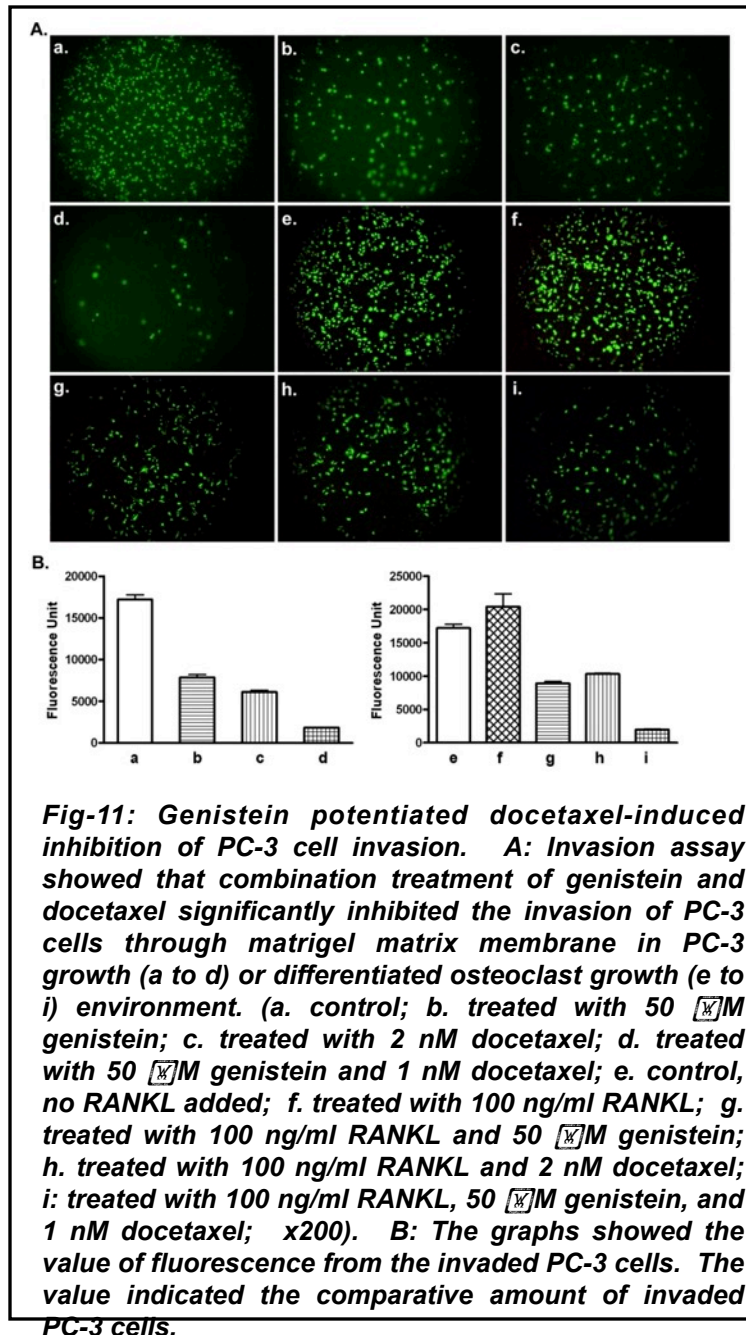 A.
a. b. c.
d. e. f.
g. h. i.
B.
20000
15000
10000
5000
0
Fluorescence Unit
a b c d
25000
20000
15000
10000
5000
0
Fluorescence Unit
e f g h i
Fig-11: Genistein potentiated docetaxel-induced
inhibition of PC-3 cell invasion. A: Invasion assay
showed that combination treatment of genistein and
docetaxel significantly inhibited the invasion of PC-3
cells through matrigel matrix membrane in PC-3
growth (a to d) or differentiated osteoclast growth (e to
i) environment. (a. control; b. treated with 50 M
genistein; c. treated with 2 nM docetaxel; d. treated
with 50 M genistein and 1 nM docetaxel; e. control,
no RANKL added; f. treated with 100 ng/ml RANKL; g.
treated with 100 ng/ml RANKL and 50 M genistein;
h. treated with 100 ng/ml RANKL and 2 nM docetaxel;
i: treated with 100 ng/ml RANKL, 50 M genistein, and
1 nM docetaxel; x200). B: The graphs showed the
value of fluorescence from the invaded PC-3 cells. The
value indicated the comparative amount of invaded
PC-3 cells.